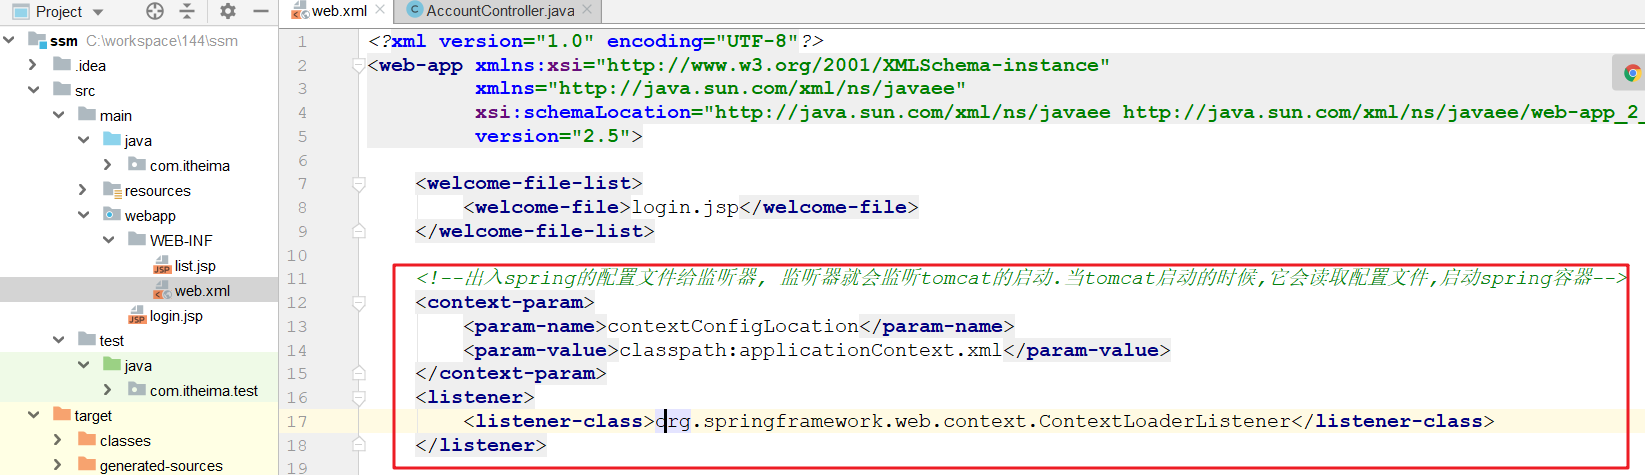 Project
ssm C:\workspace\144\ssm
.idea
src
main
java
com.itheima
resources
webapp
WEB-INF
list.jsp
web.xml
login.jsp
test
java
com.itheima.test
target
classes
generated-sources
web.xml
AccountController.java
1 <?xml version="1.0" encoding="UTF-8"?>
2 <web-app xmlns:xsi="http://www.w3.org/2001/XMLSchema-instance"
3 xmlns="http://java.sun.com/xml/ns/javaee"
4 xsi:schemaLocation="http://java.sun.com/xml/ns/javaee http://java.sun.com/xml/ns/javaee/web-app_2_
5 version="2.5">
6
7 <welcome-file-list>
8 <welcome-file>login.jsp</welcome-file>
9 </welcome-file-list>
10
11 <!--出入spring的配置文件给监听器, 监听器就会监听tomcat的启动.当tomcat启动的时候,它会读取配置文件,启动spring容器-->
12 <context-param>
13 <param-name>contextConfigLocation</param-name>
14 <param-value>classpath:applicationContext.xml</param-value>
15 </context-param>
16 <listener>
17 <listener-class>org.springframework.web.context.ContextLoaderListener</listener-class>
18 </listener>
19